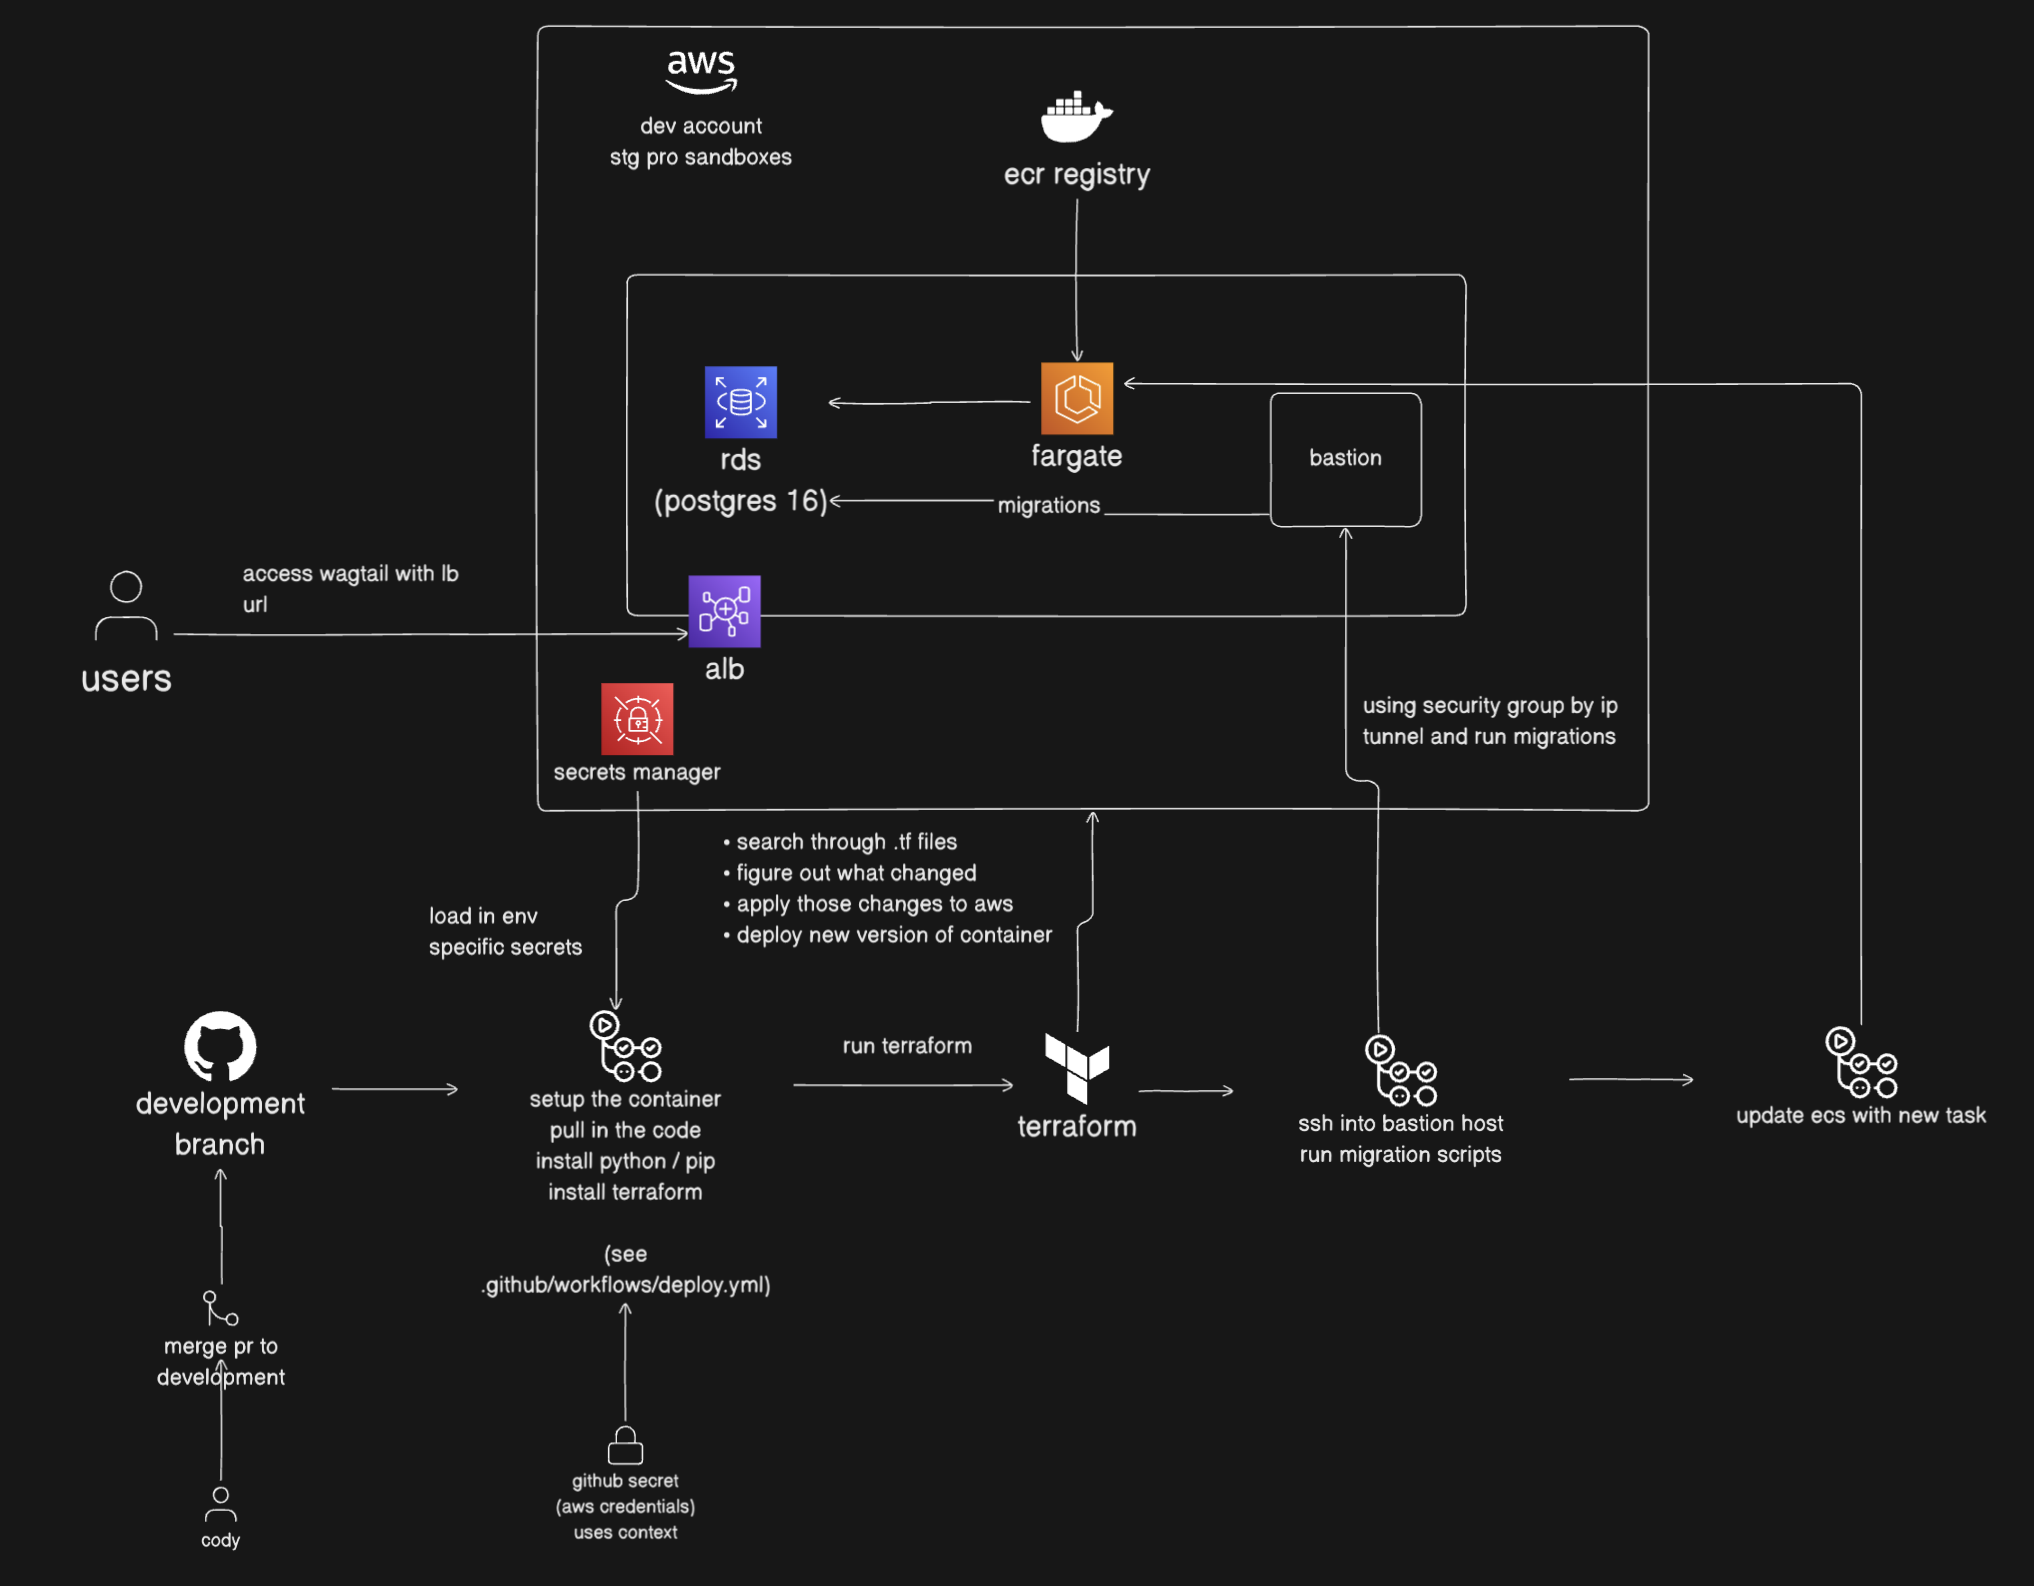 aws
dev account
stg pro sandboxes
ecr registry
rds
(postgres 16)
fargate
bastion
migrations
access wagtail with lb
url
users
alb
secrets manager
using security group by ip
tunnel and run migrations
• search through .tf files
• figure out what changed
• apply those changes to aws
• deploy new version of container
load in env
specific secrets
development
branch
setup the container
pull in the code
install python / pip
install terraform
(see
.github/workflows/deploy.yml)
run terraform
terraform
ssh into bastion host
run migration scripts
update ecs with new task
merge pr to
development
cody
github secret
(aws credentials)
uses context